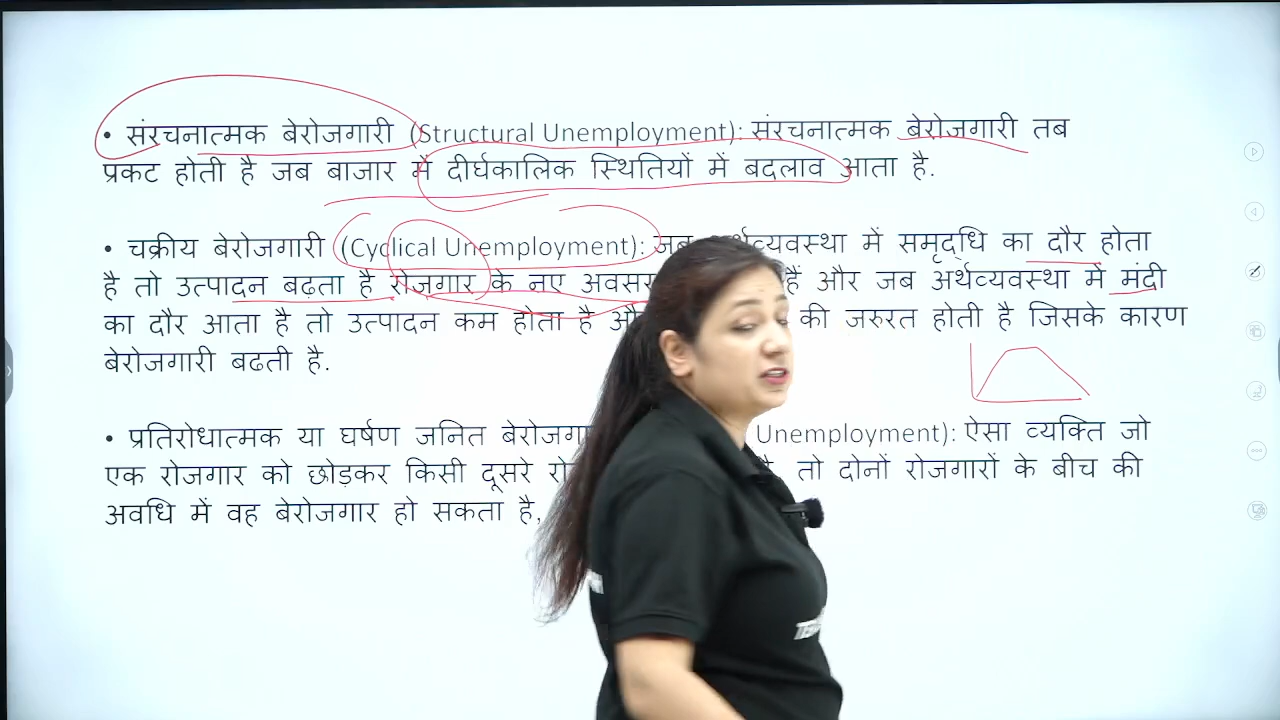 • संरचनात्मक बेरोजगारी (Structural Unemployment): संरचनात्मक बेरोजगारी तब
प्रकट होती है जब बाजार में दीर्घकालिक स्थितियों में बदलाव आता है.
• चक्रीय बेरोजगारी (Cyclical Unemployment): जब अर्थव्यवस्था में समृद्धि का दौर होता
है तो उत्पादन बढ़ता है रोजगार के नए अवसर हैं और जब अर्थव्यवस्था में मंदी
का दौर आता है तो उत्पादन कम होता है की जरुरत होती है जिसके कारण
बेरोजगारी बढती है.
• प्रतिरोधात्मक या घर्षण जनित Unemployment): ऐसा व्यक्ति जो
एक रोजगार को छोड़कर किसी दूसरे तो दोनों रोजगारों के बीच की
अवधि में वह बेरोजगार हो सकता है,